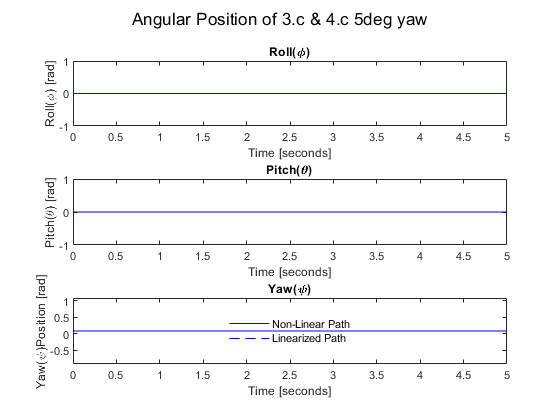 Angular Position of 3.c & 4.c 5deg yaw
Roll(ϕ)
Roll(ϕ) [rad]
1
0
-1
0 0.5 1 1.5 2 2.5 3 3.5 4 4.5 5
Time [seconds]
Pitch(θ)
Pitch(θ) [rad]
1
0
-1
0 0.5 1 1.5 2 2.5 3 3.5 4 4.5 5
Time [seconds]
Yaw(ψ)
Yaw(ψ)Position [rad]
1
0.5
0
-0.5
Non-Linear Path
Linearized Path
0 0.5 1 1.5 2 2.5 3 3.5 4 4.5 5
Time [seconds]